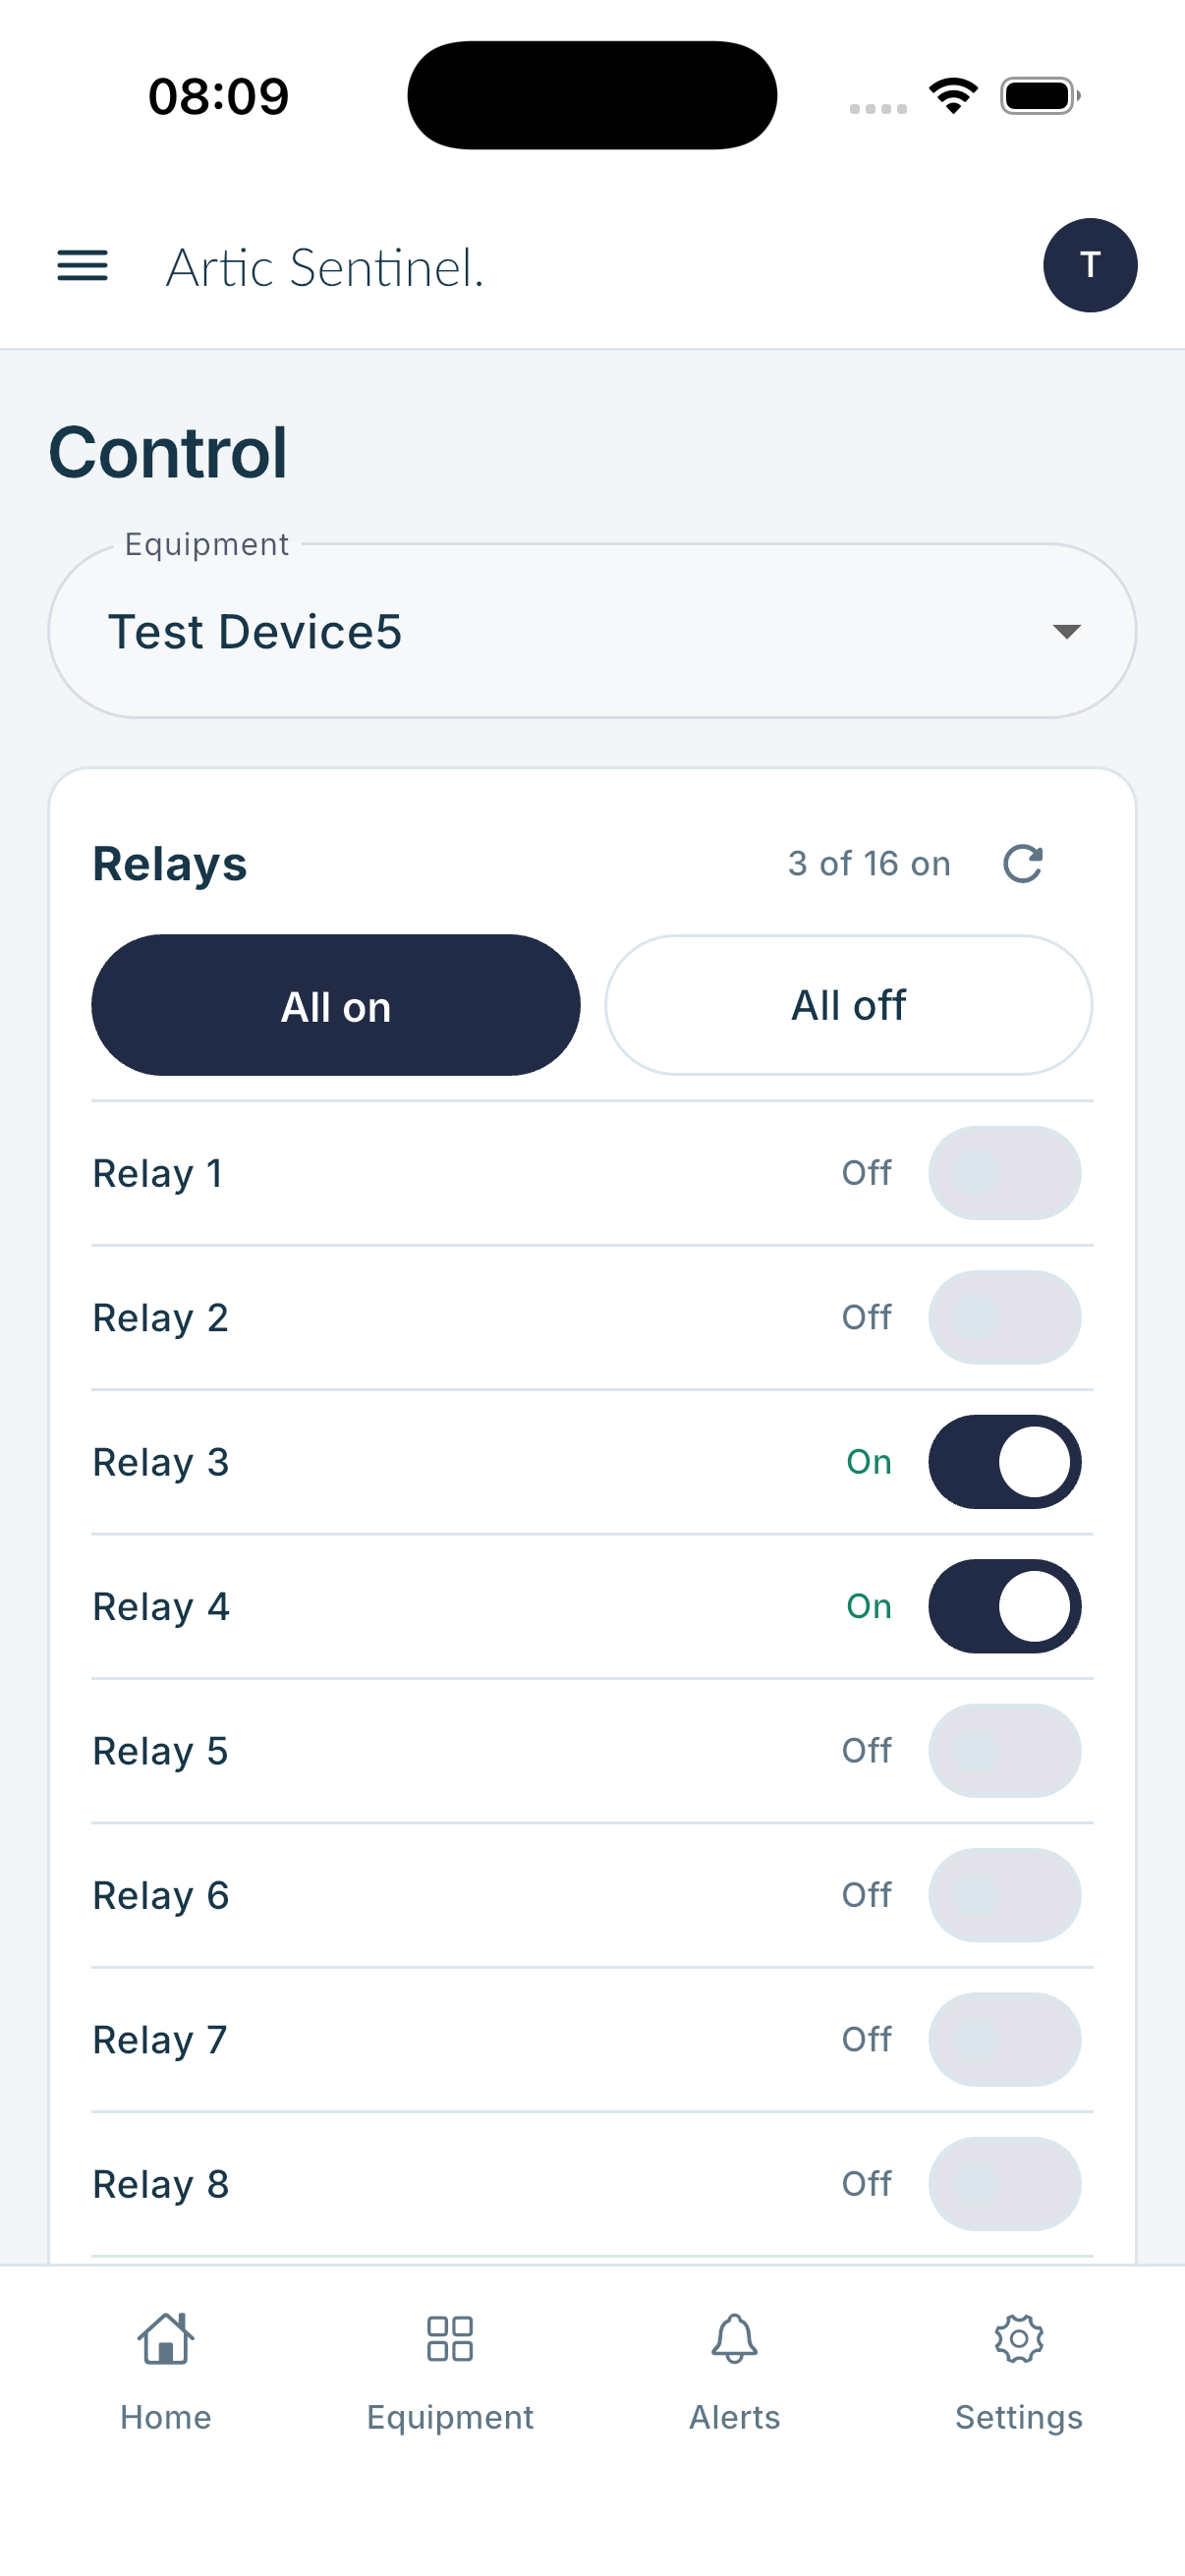 08:09
Artic Sentinel.
T
Control
Equipment
Test Device5
Relays
3 of 16 on
All on
All off
Relay 1
Off
Relay 2
Off
Relay 3
On
Relay 4
On
Relay 5
Off
Relay 6
Off
Relay 7
Off
Relay 8
Off
Home
Equipment
Alerts
Settings